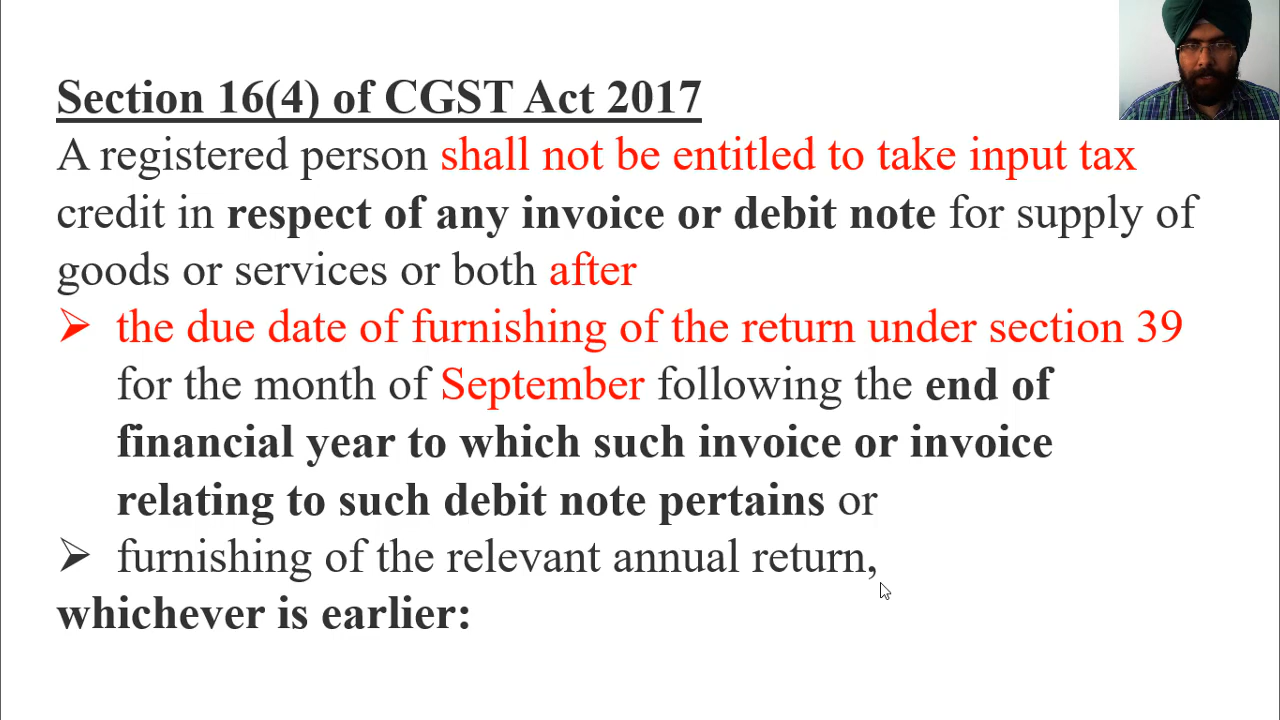 Section 16(4) of CGST Act 2017
A registered person shall not be entitled to take input tax
credit in respect of any invoice or debit note for supply of
goods or services or both after
➢ the due date of furnishing of the return under section 39
for the month of September following the end of
financial year to which such invoice or invoice
relating to such debit note pertains or
➢ furnishing of the relevant annual return,
whichever is earlier: